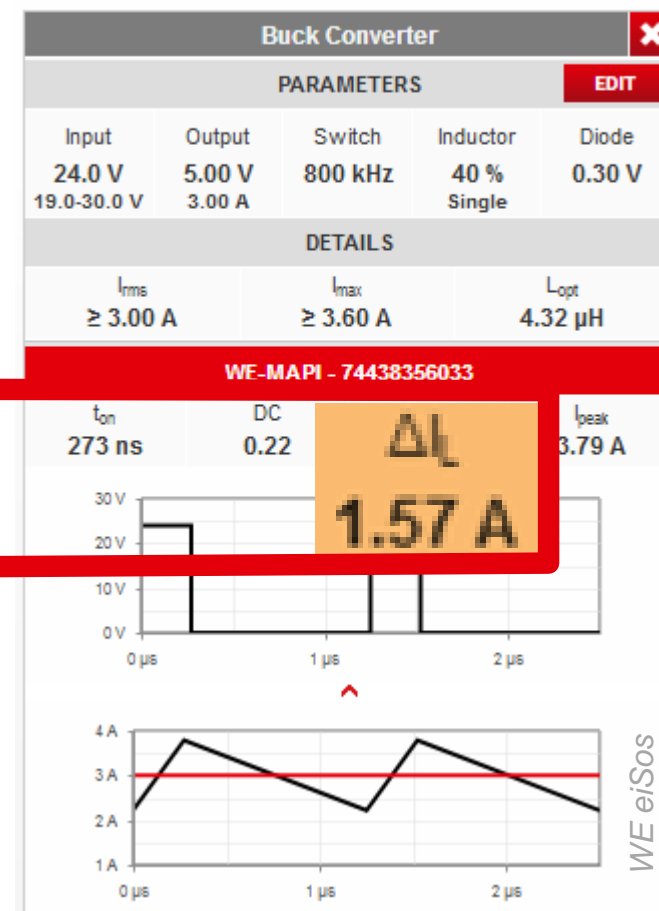 Buck Converter
PARAMETERS EDIT
Input Output Switch Inductor Diode
24.0 V 5.00 V 800 kHz 40 % 0.30 V
19.0-30.0 V 3.00 A Single
DETAILS
Irms Imax Lopt
≥ 3.00 A ≥ 3.60 A 4.32 µH
WE-MAPI - 74438356033
ton DC ΔIL Ipeak
273 ns 0.22 1.57 A 3.79 A
30 V
20 V
10 V
0 V
0 µs 1 µs 2 µs
4 A
3 A
2 A
1 A
0 µs 1 µs 2 µs
WE eiSos